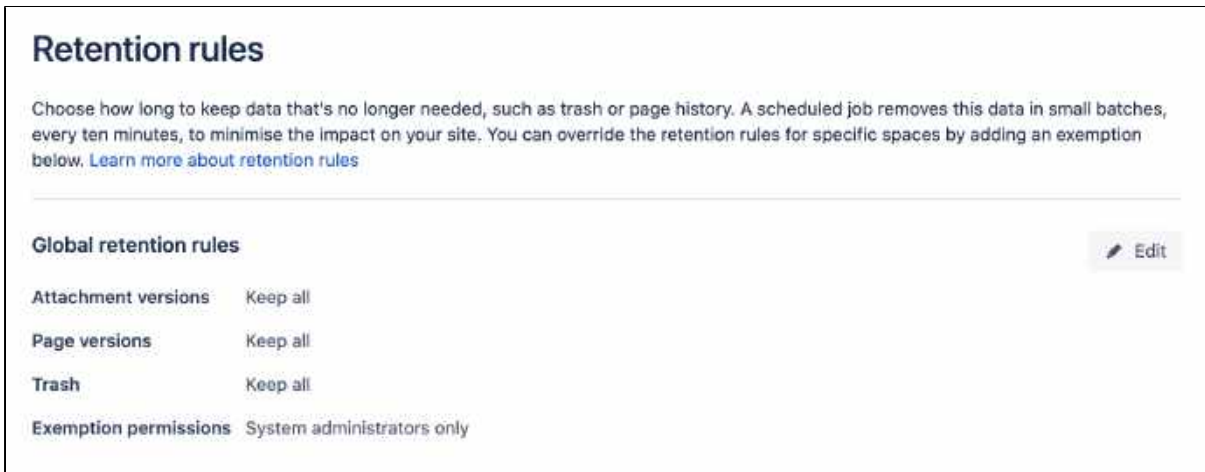 Retention rules
Choose how long to keep data that's no longer needed, such as trash or page history. A scheduled job removes this data in small batches,
every ten minutes, to minimise the impact on your site. You can override the retention rules for specific spaces by adding an exemption
below. Learn more about retention rules
Global retention rules
Edit
Attachment versions Keep all
Page versions Keep all
Trash Keep all
Exemption permissions System administrators only